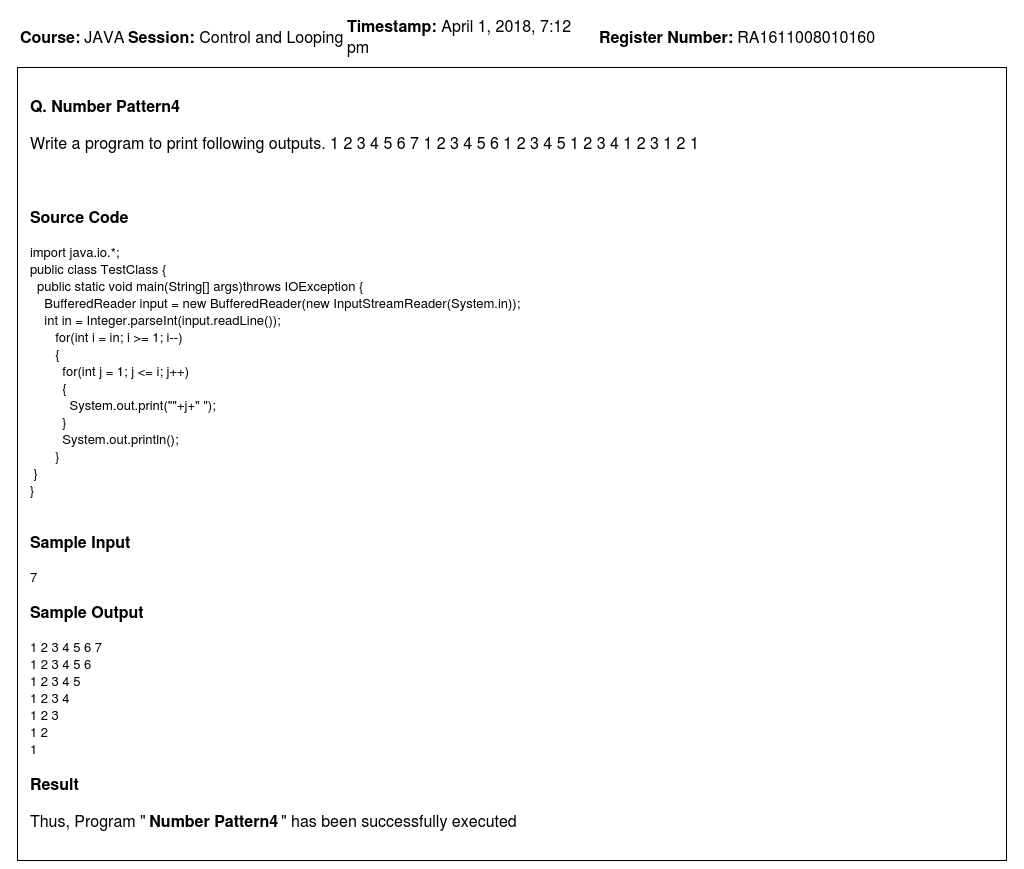 Course: JAVA Session: Control and Looping Timestamp: April 1, 2018, 7:12 pm Register Number: RA1611008010160
Q. Number Pattern4
Write a program to print following outputs. 1 2 3 4 5 6 7 1 2 3 4 5 6 1 2 3 4 5 1 2 3 4 1 2 3 1 2 1
Source Code
import java.io.*;
public class TestClass {
public static void main(String[] args)throws IOException {
BufferedReader input = new BufferedReader(new InputStreamReader(System.in));
int in = Integer.parseInt(input.readLine());
for(int i = in; i >= 1; i--)
{
for(int j = 1; j <= i; j++)
{
System.out.print(""+j+" ");
}
System.out.println();
}
}
}
Sample Input
7
Sample Output
1 2 3 4 5 6 7
1 2 3 4 5 6
1 2 3 4 5
1 2 3 4
1 2 3
1 2
1
Result
Thus, Program " Number Pattern4 " has been successfully executed